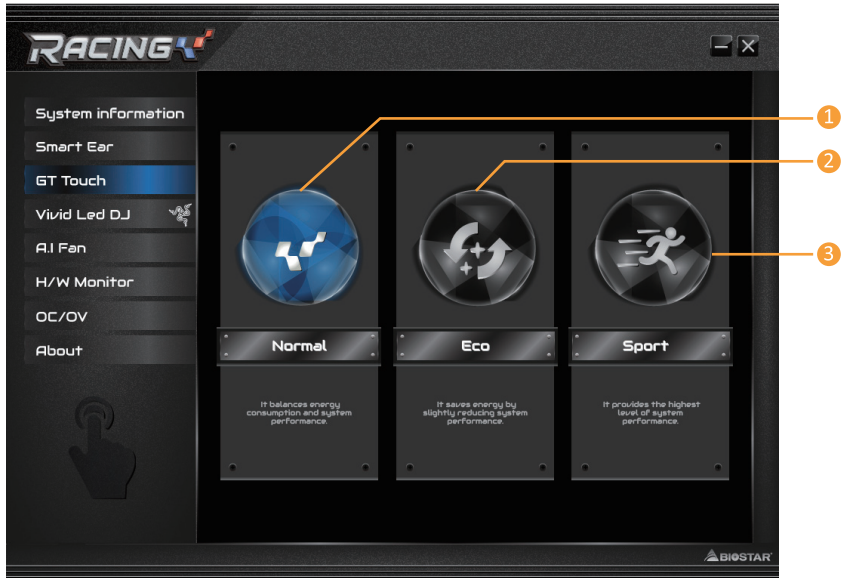 RACING
System information
Smart Ear
GT Touch
Vivid Led DJ
A.I Fan
H/W Monitor
OC/OV
About
1
2
3
Normal
Eco
Sport
It balances energy
consumption and system
performance.
It saves energy by
slightly reducing system
performance.
It provides the highest
level of system
performance.
BIOSTAR